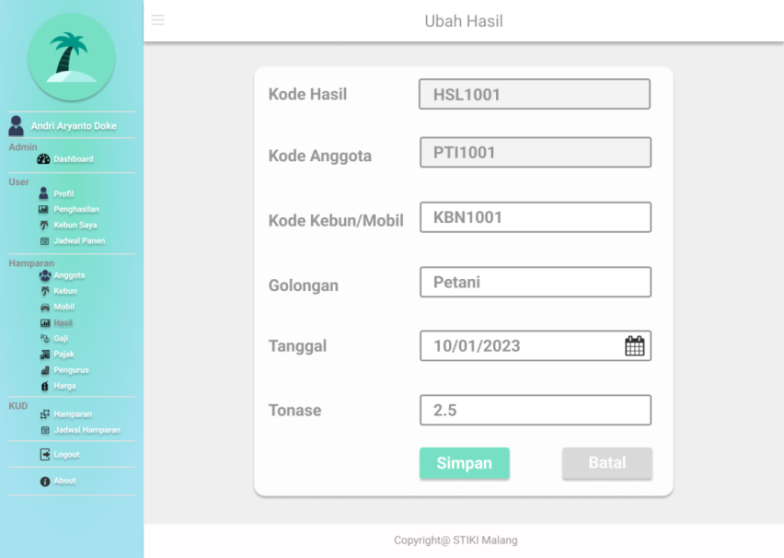 Ubah Hasil
Andri Aryanto Doke
Admin
Dashboard
User
Profil
Penghasilan
Kebun Saya
Jadwal Panen
Hamparan
Anggota
Kebun
Mobil
Hasil
Gaji
Pajak
Pengurus
Harga
KUD
Hamparan
Jadwal Hamparan
Logout
About
Kode Hasil HSL1001
Kode Anggota PTI1001
Kode Kebun/Mobil KBN1001
Golongan Petani
Tanggal 10/01/2023
Tonase 2.5
Simpan Batal
Copyright@ STIKI Malang